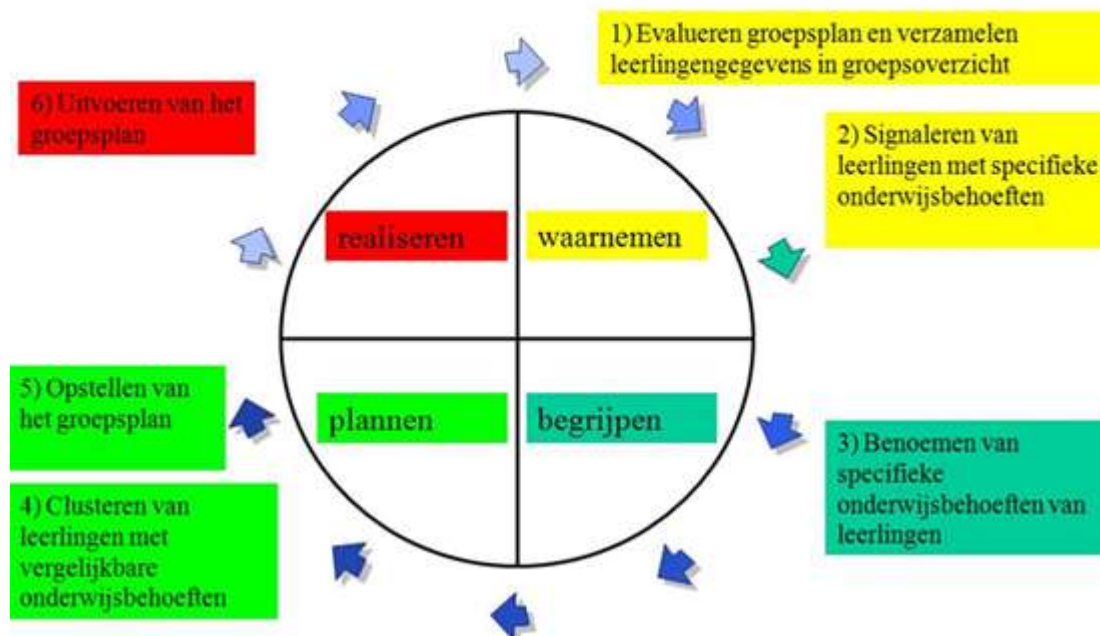 1) Evalueren groepsplan en verzamelen
leerlingengegevens in groepsoverzicht
2) Signaleren van
leerlingen met specifieke
onderwijsbehoeften
3) Benoemen van
specifieke
onderwijsbehoeften van
leerlingen
4) Clusteren van
leerlingen met
vergelijkbare
onderwijsbehoeften
5) Opstellen van
het groepsplan
6) Uitvoeren van het
groepsplan
realiseren
waarnemen
plannen
begrijpen